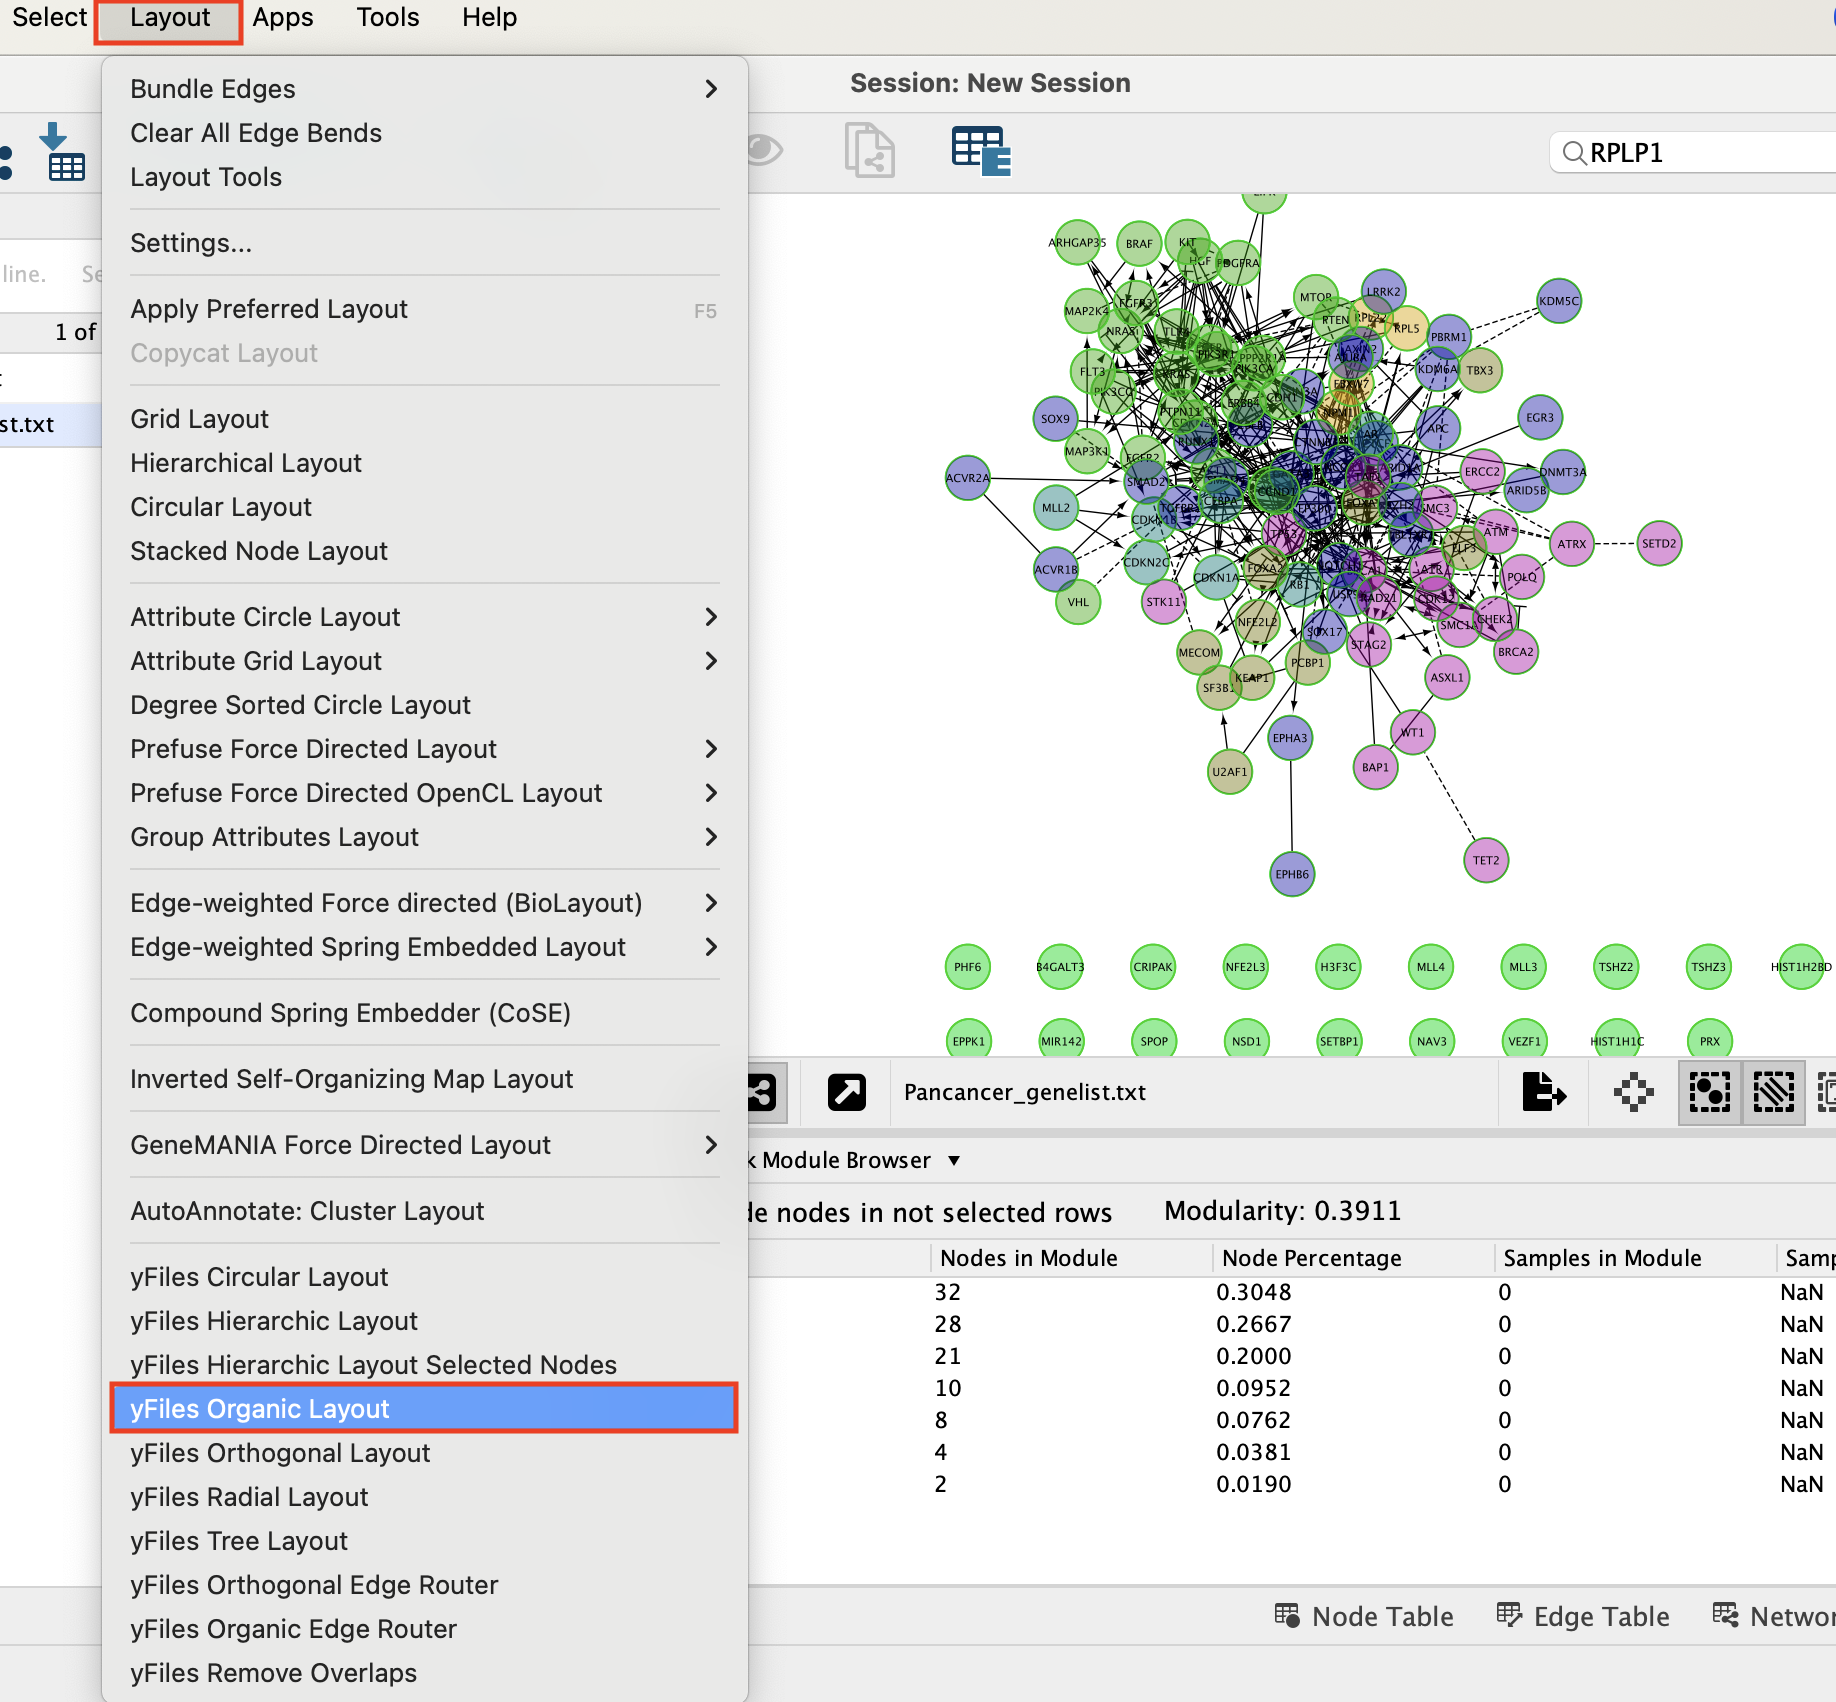 Select Layout Apps Tools Help
Session: New Session
RPLP1
line.
1 of
st.txt
Bundle Edges
Clear All Edge Bends
Layout Tools
Settings...
Apply Preferred Layout F5
Copycat Layout
Grid Layout
Hierarchical Layout
Circular Layout
Stacked Node Layout
Attribute Circle Layout
Attribute Grid Layout
Degree Sorted Circle Layout
Prefuse Force Directed Layout
Prefuse Force Directed OpenCL Layout
Group Attributes Layout
Edge-weighted Force directed (BioLayout)
Edge-weighted Spring Embedded Layout
Compound Spring Embedder (CoSE)
Inverted Self-Organizing Map Layout
GeneMANIA Force Directed Layout
AutoAnnotate: Cluster Layout
yFiles Circular Layout
yFiles Hierarchic Layout
yFiles Hierarchic Layout Selected Nodes
yFiles Organic Layout
yFiles Orthogonal Layout
yFiles Radial Layout
yFiles Tree Layout
yFiles Orthogonal Edge Router
yFiles Organic Edge Router
yFiles Remove Overlaps
ARHGAP35 BRAF KIT
HGF
MTOR LRRK2 KDM5C
MAP2K4 FGFR3
RPL5 PBRM1
FLT3 PIK3CA KDM6A TBX3
ERBB4 CDH1
SOX9 PTPN11 APC EGR3
MAP3K1 FGFR2
ACVR2A SMAD2 ERCC2 DNMT3A
ARID5B
MLL2 CDKN1B CEBPA CCND1
ATM
CDKN2C ELF3 ATRX SETD2
ACVR1B CDKN1A FOXA2 RB1 POLQ
VHL STK11 RAD21 CDK12
NFE2L2 SOX17 SMC1A CHEK2
MECOM PCBP1 STAG2 BRCA2
SF3B1 KEAP1 ASXL1
EPHA3 WT1
U2AF1 BAP1
EPHB6 TET2
PHF6 B4GALT3 CRIPAK NFE2L3 H3F3C MLL4 MLL3 TSHZ2 TSHZ3 HIST1H2BD
EPPK1 MIR142 SPOP NSD1 SETBP1 NAV3 VEZF1 HIST1H1C PRX
Pancancer_genelist.txt
k Module Browser
de nodes in not selected rows Modularity: 0.3911
Nodes in Module Node Percentage Samples in Module Samp
32 0.3048 0 NaN
28 0.2667 0 NaN
21 0.2000 0 NaN
10 0.0952 0 NaN
8 0.0762 0 NaN
4 0.0381 0 NaN
2 0.0190 0 NaN
Node Table Edge Table Networ